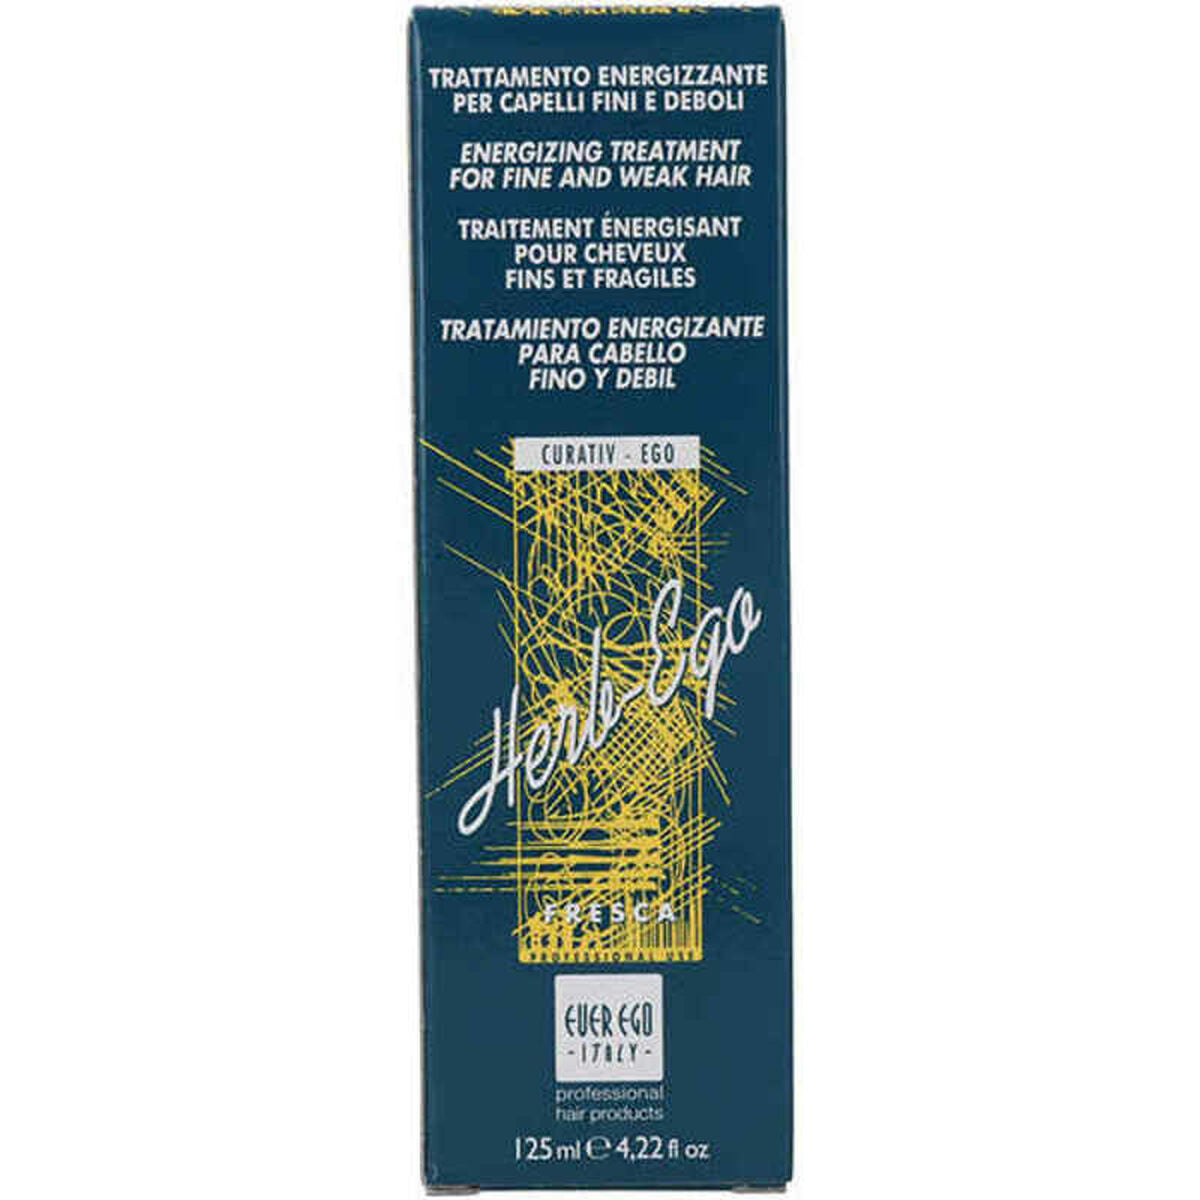 TRATTAMENTO ENERGIZZANTE
PER CAPELLI FINI E DEBOLI
ENERGIZING TREATMENT
FOR FINE AND WEAK HAIR
TRAITEMENT ÉNERGISANT
POUR CHEVEUX
FINS ET FRAGILES
TRATAMIENTO ENERGIZANTE
PARA CABELLO
FINO Y DEBIL
CURATIV - EGO
Herb-Ego
FRESCA
PROFESSIONAL USE
EVER EGO
- ITALY -
professional
hair products
125 ml ℮ 4,22 fl oz